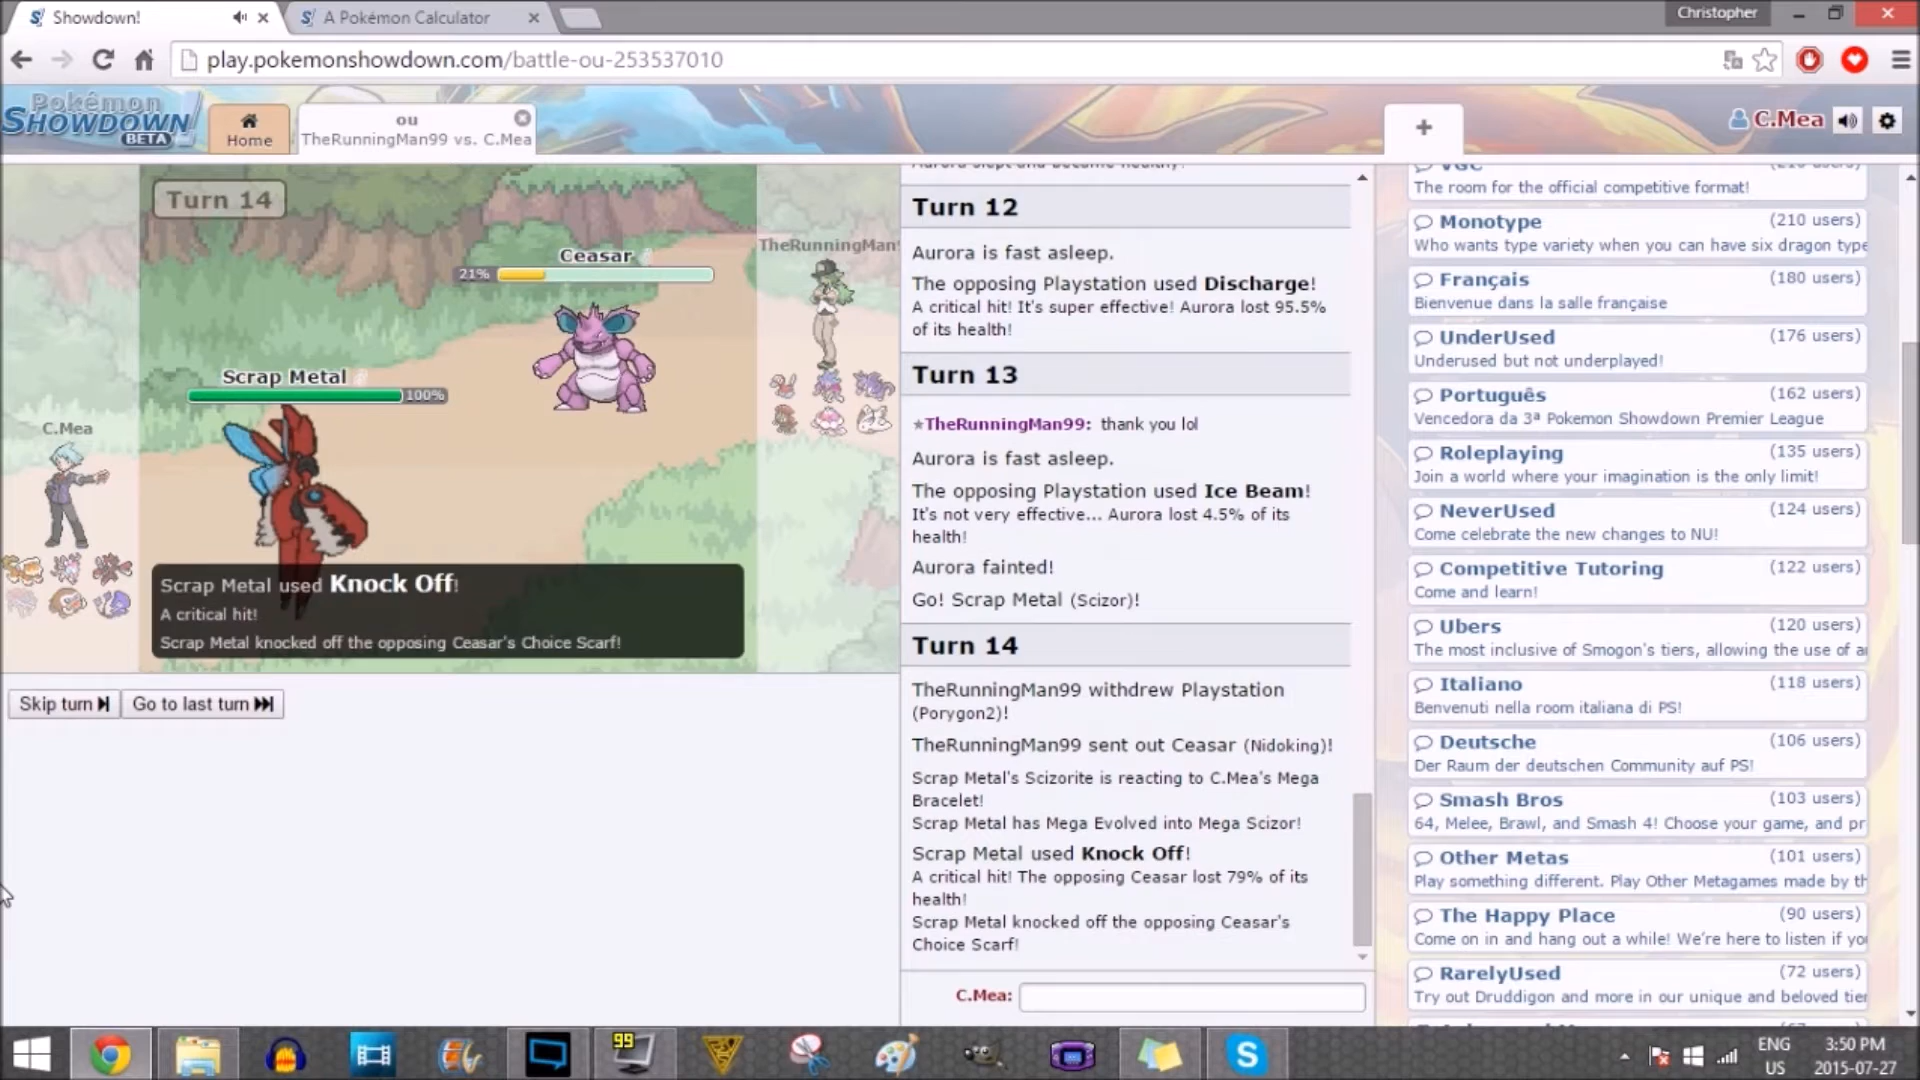 Showdown!
A Pokémon Calculator
Christopher
play.pokemonshowdown.com/battle-ou-253537010
Pokémon
SHOWDOWN
BETA
Home
ou
TheRunningMan99 vs. C.Mea
+
C.Mea
Turn 14
Ceasar
21%
Scrap Metal
100%
TheRunningMan
C.Mea
Scrap Metal used Knock Off!
A critical hit!
Scrap Metal knocked off the opposing Ceasar's Choice Scarf!
Skip turn
Go to last turn
Aurora slept and became healthy!
Turn 12
Aurora is fast asleep.
The opposing Playstation used Discharge!
A critical hit! It's super effective! Aurora lost 95.5%
of its health!
Turn 13
TheRunningMan99: thank you lol
Aurora is fast asleep.
The opposing Playstation used Ice Beam!
It's not very effective... Aurora lost 4.5% of its
health!
Aurora fainted!
Go! Scrap Metal (Scizor)!
Turn 14
TheRunningMan99 withdrew Playstation
(Porygon2)!
TheRunningMan99 sent out Ceasar (Nidoking)!
Scrap Metal's Scizorite is reacting to C.Mea's Mega
Bracelet!
Scrap Metal has Mega Evolved into Mega Scizor!
Scrap Metal used Knock Off!
A critical hit! The opposing Ceasar lost 79% of its
health!
Scrap Metal knocked off the opposing Ceasar's
Choice Scarf!
C.Mea:
VGC
The room for the official competitive format!
Monotype (210 users)
Who wants type variety when you can have six dragon type
Français (180 users)
Bienvenue dans la salle française
UnderUsed (176 users)
Underused but not underplayed!
Português (162 users)
Vencedora da 3ª Pokemon Showdown Premier League
Roleplaying (135 users)
Join a world where your imagination is the only limit!
NeverUsed (124 users)
Come celebrate the new changes to NU!
Competitive Tutoring (122 users)
Come and learn!
Ubers (120 users)
The most inclusive of Smogon's tiers, allowing the use of
Italiano (118 users)
Benvenuti nella room italiana di PS!
Deutsche (106 users)
Der Raum der deutschen Community auf PS!
Smash Bros (103 users)
64, Melee, Brawl, and Smash 4! Choose your game, and pr
Other Metas (101 users)
Play something different. Play Other Metagames made by th
The Happy Place (90 users)
Come on in and hang out a while! We're here to listen if yo
RarelyUsed (72 users)
Try out Druddigon and more in our unique and beloved tier
99
ENG
US
3:50 PM
2015-07-27